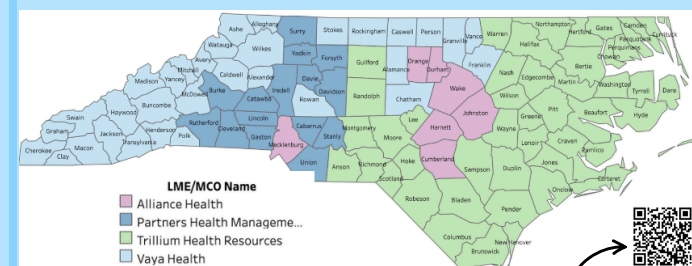 Alleghany
Ashe
Surry
Stokes
Rockingham
Caswell
Person
Granville
Vance
Warren
Northampton
Hertford
Gates
Camden
Currituck
Pasquotank
Perquimans
Chowan
Halifax
Watauga
Wilkes
Yadkin
Forsyth
Guilford
Alamance
Orange
Durham
Franklin
Nash
Edgecombe
Bertie
Martin
Washington
Tyrrell
Dare
Mitchell
Avery
Yancey
Madison
Caldwell
Alexander
Davie
Iredell
Davidson
Randolph
Chatham
Wake
Wilson
Pitt
Beaufort
Hyde
McDowell
Burke
Catawba
Rowan
Buncombe
Haywood
Swain
Johnston
Greene
Lee
Harnett
Wayne
Lenoir
Craven
Pamlico
Rutherford
Cleveland
Lincoln
Gaston
Cabarrus
Stanly
Montgomery
Moore
Graham
Jackson
Henderson
Polk
Transylvania
Mecklenburg
Cherokee
Clay
Macon
Union
Anson
Richmond
Hoke
Cumberland
Sampson
Duplin
Jones
Carteret
Onslow
Scotland
Roboson
Bladen
Pender
Columbus
Brunswick
New Hanover
LME/MCO Name
Alliance Health
Partners Health Manageme...
Trillium Health Resources
Vaya Health